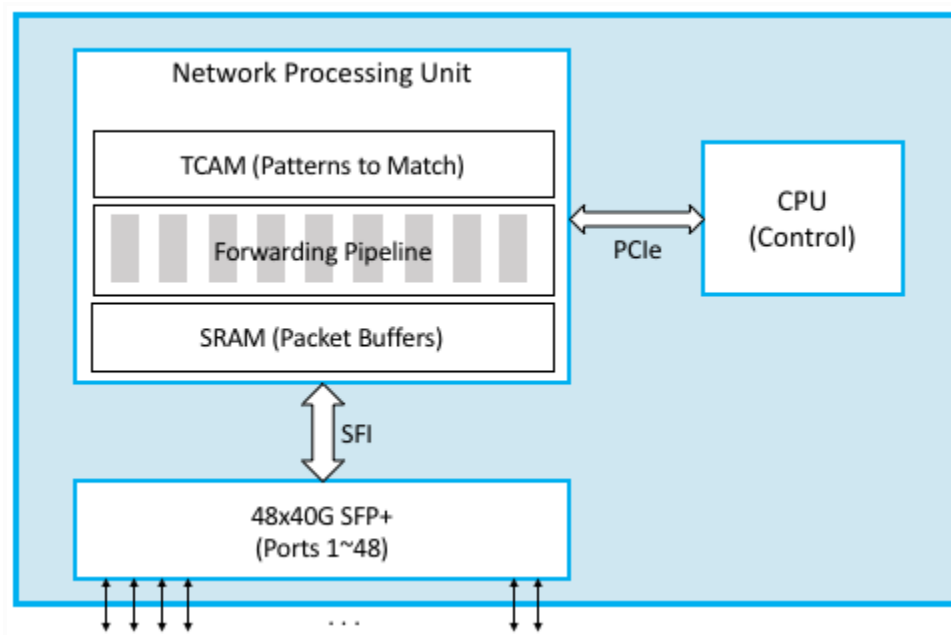 Network Processing Unit
TCAM (Patterns to Match)
Forwarding Pipeline
SRAM (Packet Buffers)
PCIe
CPU
(Control)
SFI
48x40G SFP+
(Ports 1~48)
. . .